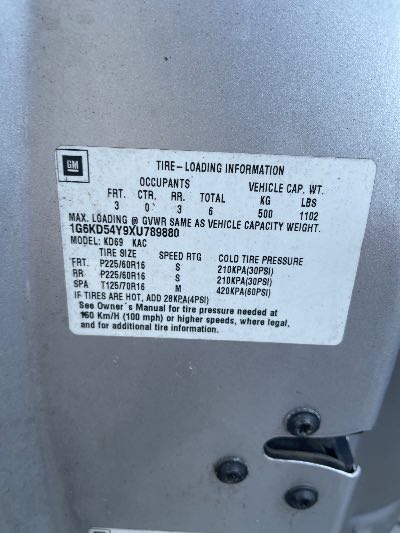 GM
TIRE-LOADING INFORMATION
OCCUPANTS VEHICLE CAP. WT.
FRT. CTR. RR. TOTAL KG LBS
3 0 3 6 500 1102
MAX. LOADING @ GVWR SAME AS VEHICLE CAPACITY WEIGHT.
1G6KD54Y9XU789880
MODEL: KD69 KAC
TIRE SIZE SPEED RTG COLD TIRE PRESSURE
FRT. P225/60R16 S 210KPA(30PSI)
RR P225/60R16 S 210KPA(30PSI)
SPA T125/70R16 M 420KPA(60PSI)
IF TIRES ARE HOT, ADD 28KPA(4PSI)
See Owner's Manual for tire pressure needed at
160 Km/H (100 mph) or higher speeds, where legal,
and for additional tire information.